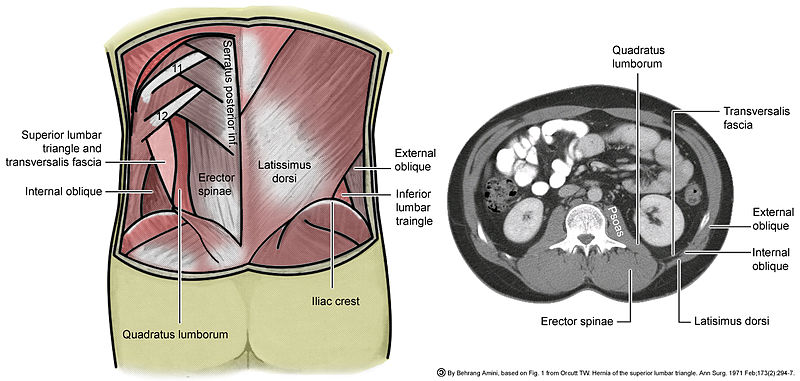 11
12
Serratus posterior inf.
Superior lumbar
triangle and
transversalis fascia
Internal oblique
Erector
spinae
Latissimus
dorsi
External
oblique
Inferior
lumbar
traingle
Iliac crest
Quadratus lumborum
Quadratus
lumborum
Transversalis
fascia
Psoas
External
oblique
Internal
oblique
Erector spinae
Latisimus dorsi
By Behrang Amini, based on Fig. 1 from Orcutt TW. Hernia of the superior lumbar triangle. Ann Surg. 1971 Feb;173(2):294-7.